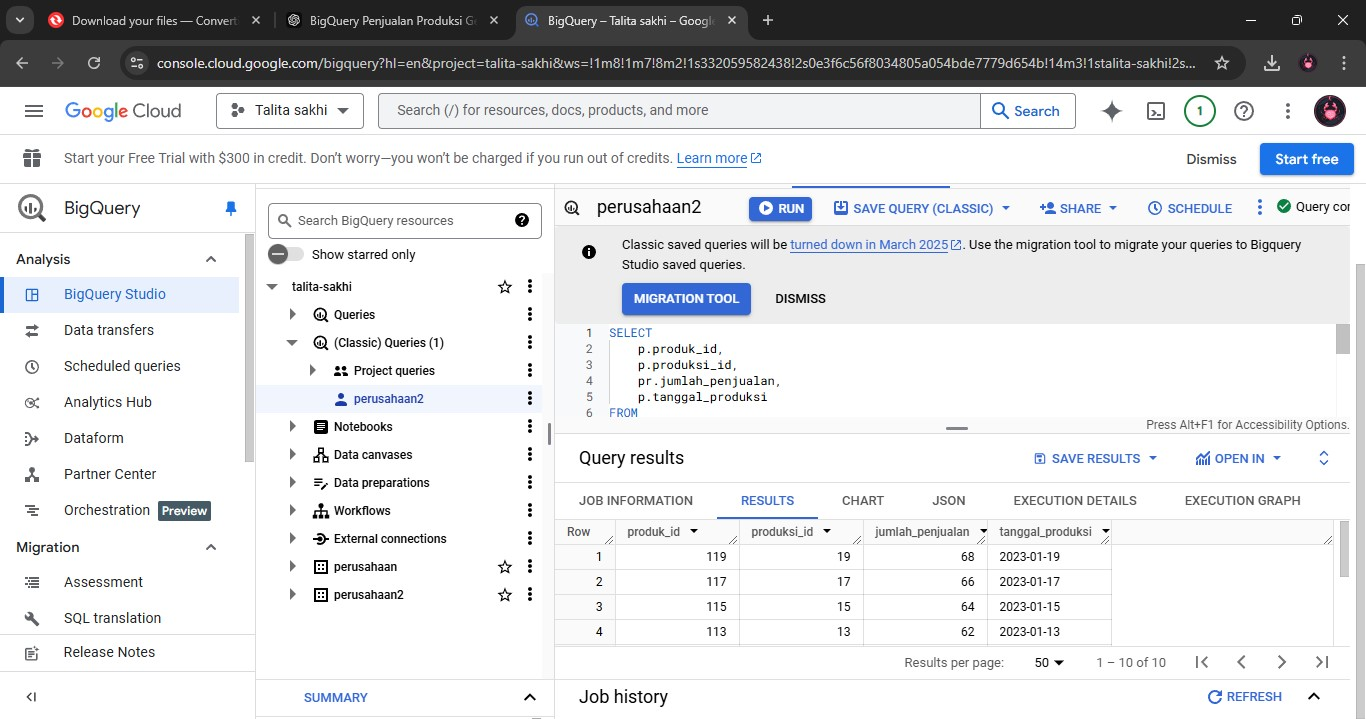 Download your files — Convert
BigQuery Penjualan Produksi G
BigQuery – Talita sakhi – Google
console.cloud.google.com/bigquery?hl=en&project=talita-sakhi&ws=!1m8!1m7!8m2!1s332059582438!2s0e3f6c56f8034805a054bde7779d654b!14m3!1stalita-sakhi!2s...
Google Cloud
Talita sakhi
Search (/) for resources, docs, products, and more
Search
1
Start your Free Trial with $300 in credit. Don't worry—you won't be charged if you run out of credits. Learn more
Dismiss
Start free
BigQuery
Analysis
BigQuery Studio
Data transfers
Scheduled queries
Analytics Hub
Dataform
Partner Center
Orchestration Preview
Migration
Assessment
SQL translation
Release Notes
Search BigQuery resources
Show starred only
talita-sakhi
Queries
(Classic) Queries (1)
Project queries
perusahaan2
Notebooks
Data canvases
Data preparations
Workflows
External connections
perusahaan
perusahaan2
SUMMARY
perusahaan2
RUN
SAVE QUERY (CLASSIC)
SHARE
SCHEDULE
Query cor
Classic saved queries will be turned down in March 2025. Use the migration tool to migrate your queries to Bigquery
Studio saved queries.
MIGRATION TOOL
DISMISS
1 SELECT
2 p.produk_id,
3 p.produksi_id,
4 pr.jumlah_penjualan,
5 p.tanggal_produksi
6 FROM
Press Alt+F1 for Accessibility Options.
Query results
SAVE RESULTS
OPEN IN
JOB INFORMATION RESULTS CHART JSON EXECUTION DETAILS EXECUTION GRAPH
Row produk_id produksi_id jumlah_penjualan tanggal_produksi
1 119 19 68 2023-01-19
2 117 17 66 2023-01-17
3 115 15 64 2023-01-15
4 113 13 62 2023-01-13
Results per page: 50 1 – 10 of 10
Job history
REFRESH